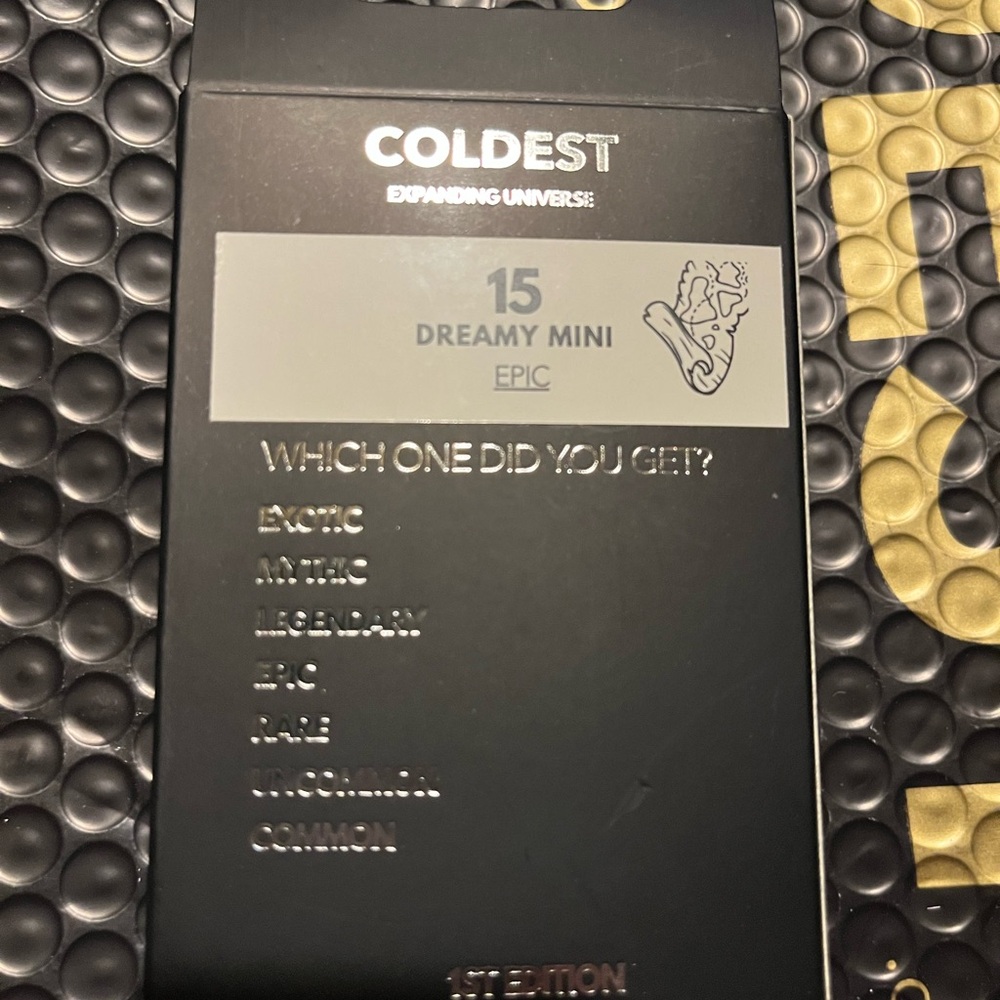 COLDEST
EXPANDING UNIVERSE
15
DREAMY MINI
EPIC
WHICH ONE DID YOU GET?
EXOTIC
MYTHIC
LEGENDARY
EPIC
RARE
UNCOMMON
COMMON
1ST EDITION